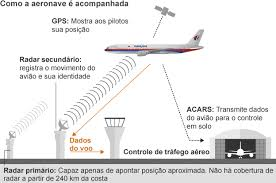 Como a aeronave é acompanhada
GPS: Mostra aos pilotos
sua posição
Radar secundário:
registra o movimento do
avião e sua identidade
ACARS: Transmite dados
do avião para o controle
em solo
Dados
do voo
Controle de tráfego aéreo
Radar primário: Capaz apenas de apontar posição aproximada. Não há cobertura de
radar a partir de 240 km da costa